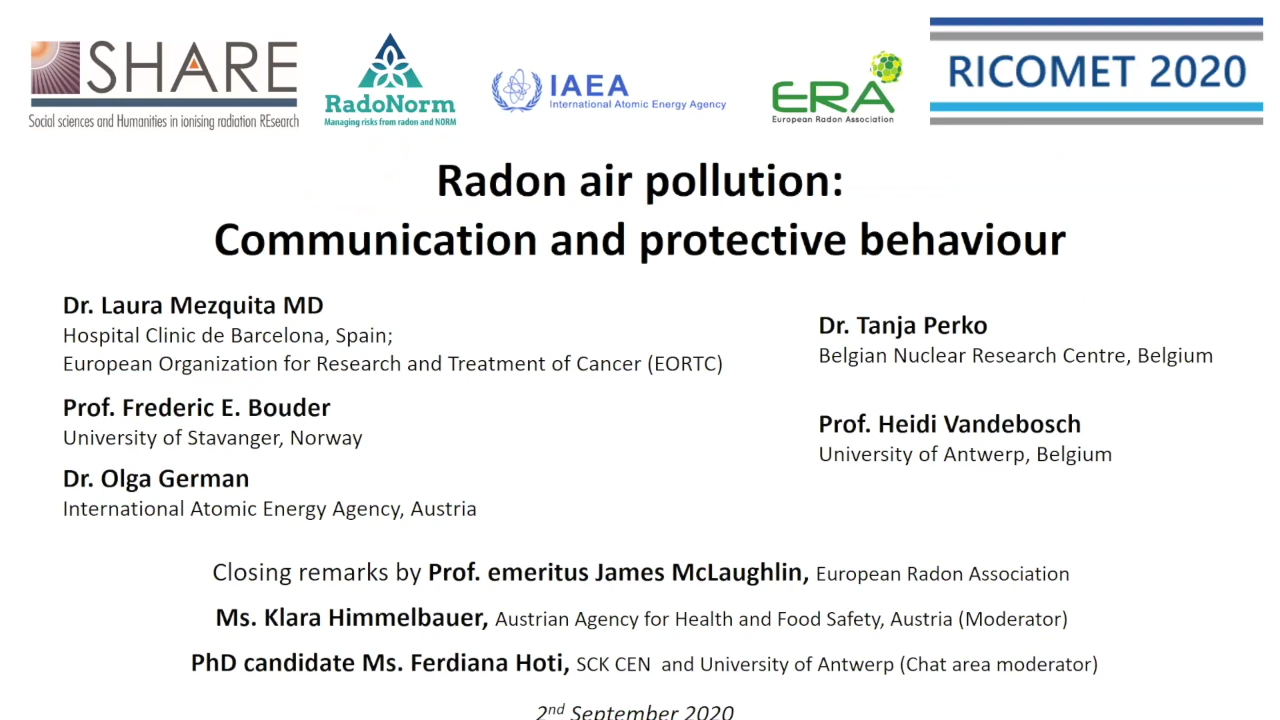 SHARE
Social sciences and Humanities in ionising radiation REsearch
RadoNorm
Managing risks from radon and NORM
IAEA
International Atomic Energy Agency
ERA
European Radon Association
RICOMET 2020
Radon air pollution:
Communication and protective behaviour
Dr. Laura Mezquita MD
Hospital Clinic de Barcelona, Spain;
European Organization for Research and Treatment of Cancer (EORTC)
Prof. Frederic E. Bouder
University of Stavanger, Norway
Dr. Olga German
International Atomic Energy Agency, Austria
Dr. Tanja Perko
Belgian Nuclear Research Centre, Belgium
Prof. Heidi Vandebosch
University of Antwerp, Belgium
Closing remarks by Prof. emeritus James McLaughlin, European Radon Association
Ms. Klara Himmelbauer, Austrian Agency for Health and Food Safety, Austria (Moderator)
PhD candidate Ms. Ferdiana Hoti, SCK CEN and University of Antwerp (Chat area moderator)
2nd September 2020